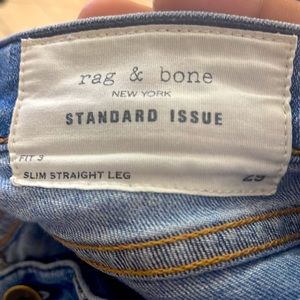 rag & bone
NEW YORK
STANDARD ISSUE
FIT 3
SLIM STRAIGHT LEG
29